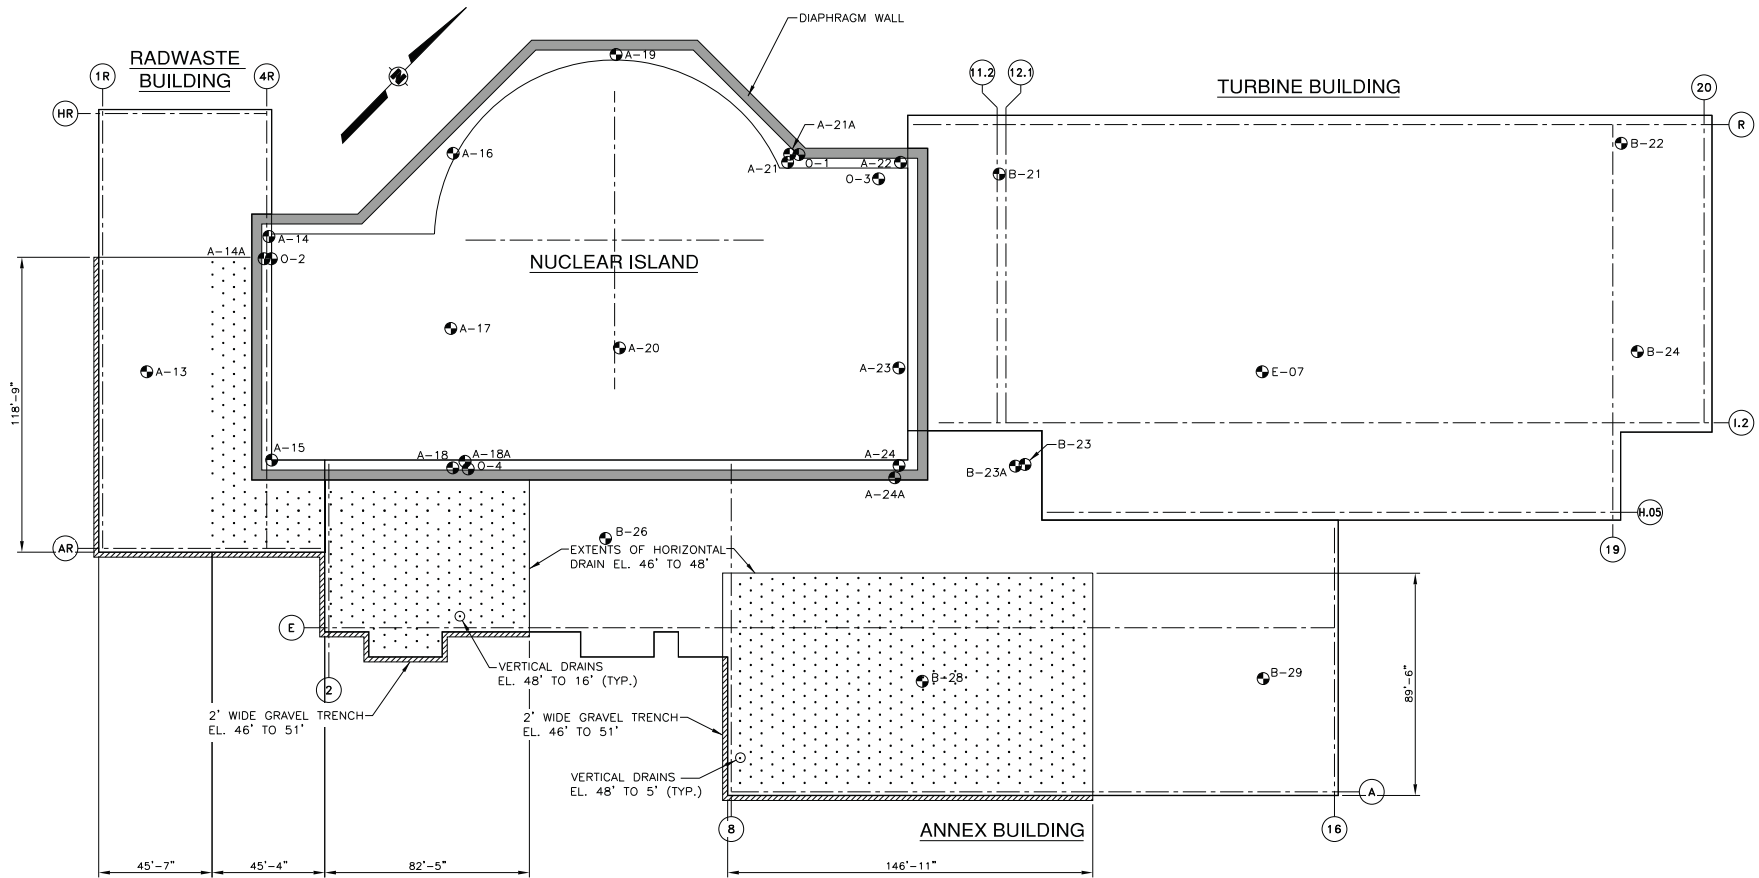 DIAPHRAGM WALL
RADWASTE
BUILDING
1R
4R
HR
N
A-19
11.2
12.1
TURBINE BUILDING
20
R
A-21A
A-16
A-21
O-1
A-22
O-3
B-21
B-22
A-14
A-14A
O-2
NUCLEAR ISLAND
A-17
A-20
A-23
A-13
E-07
B-24
118'-9"
I.2
A-15
A-18
A-18A
O-4
A-24
A-24A
B-23
B-23A
H.05
19
AR
B-26
EXTENTS OF HORIZONTAL
DRAIN EL. 46' TO 48'
E
VERTICAL DRAINS
EL. 48' TO 16' (TYP.)
2
2' WIDE GRAVEL TRENCH
EL. 46' TO 51'
2' WIDE GRAVEL TRENCH
EL. 46' TO 51'
B-28
B-29
89'-6"
VERTICAL DRAINS
EL. 48' TO 5' (TYP.)
A
8
ANNEX BUILDING
16
45'-7"
45'-4"
82'-5"
146'-11"